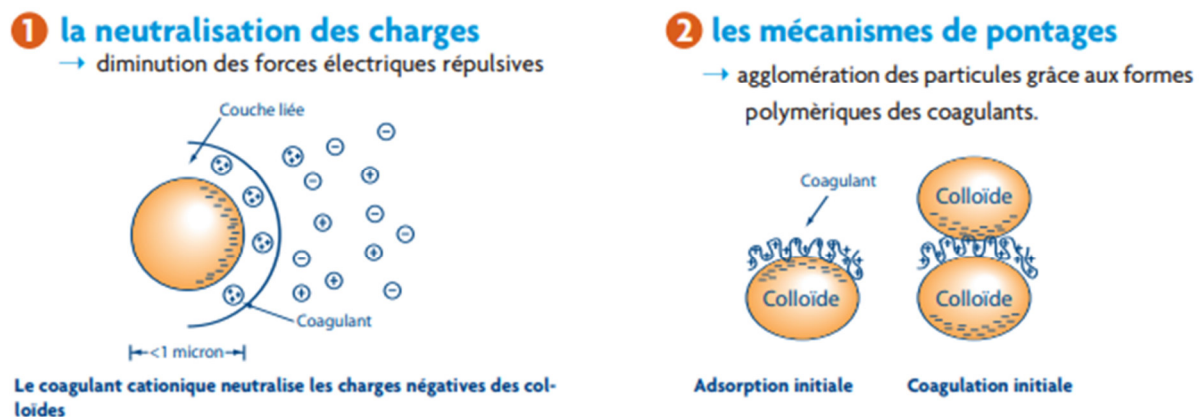 1 la neutralisation des charges
→ diminution des forces électriques répulsives
Couche liée
Coagulant
<1 micron
Le coagulant cationique neutralise les charges négatives des col-
loïdes
2 les mécanismes de pontages
→ agglomération des particules grâce aux formes
polymèriques des coagulants.
Coagulant
Colloïde
Colloïde
Colloïde
Adsorption initiale
Coagulation initiale